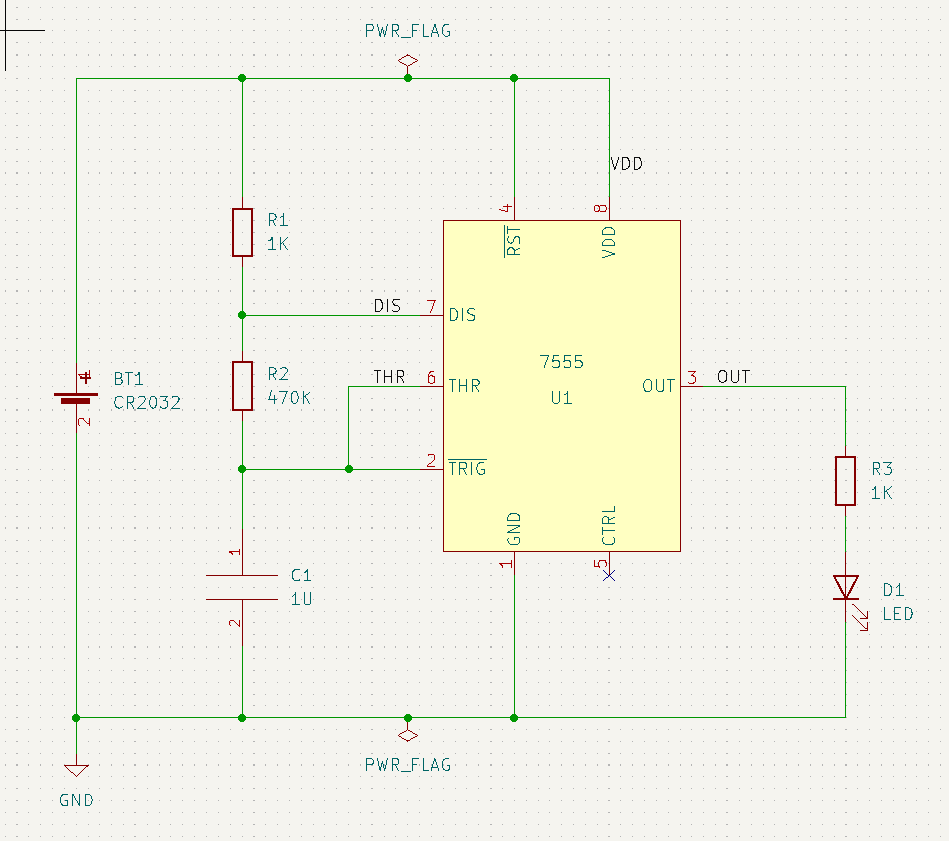 PWR_FLAG
VDD
4
8
R1
1K
RST
VDD
DIS
7
DIS
7555
U1
1
BT1
CR2032
2
R2
470K
THR
6
THR
OUT
3
OUT
2
TRIG
R3
1K
GND
CTRL
1
5
1
C1
1U
2
D1
LED
PWR_FLAG
GND